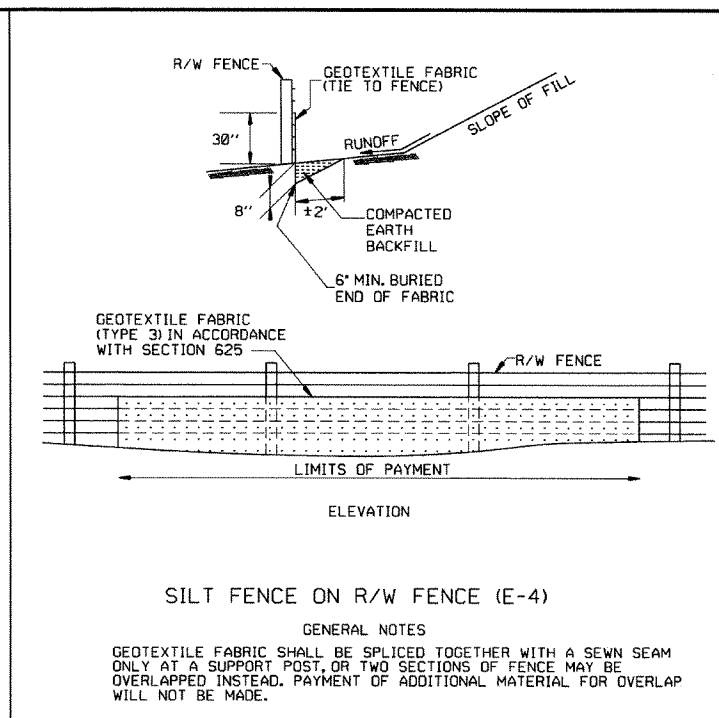 R/W FENCE
GEOTEXTILE FABRIC
(TIE TO FENCE)
SLOPE OF FILL
30"
RUNOFF
8"
±2'
COMPACTED
EARTH
BACKFILL
6" MIN. BURIED
END OF FABRIC
GEOTEXTILE FABRIC
(TYPE 3) IN ACCORDANCE
WITH SECTION 625
R/W FENCE
LIMITS OF PAYMENT
ELEVATION
SILT FENCE ON R/W FENCE (E-4)
GENERAL NOTES
GEOTEXTILE FABRIC SHALL BE SPLICED TOGETHER WITH A SEWN SEAM
ONLY AT A SUPPORT POST, OR TWO SECTIONS OF FENCE MAY BE
OVERLAPPED INSTEAD. PAYMENT OF ADDITIONAL MATERIAL FOR OVERLAP
WILL NOT BE MADE.